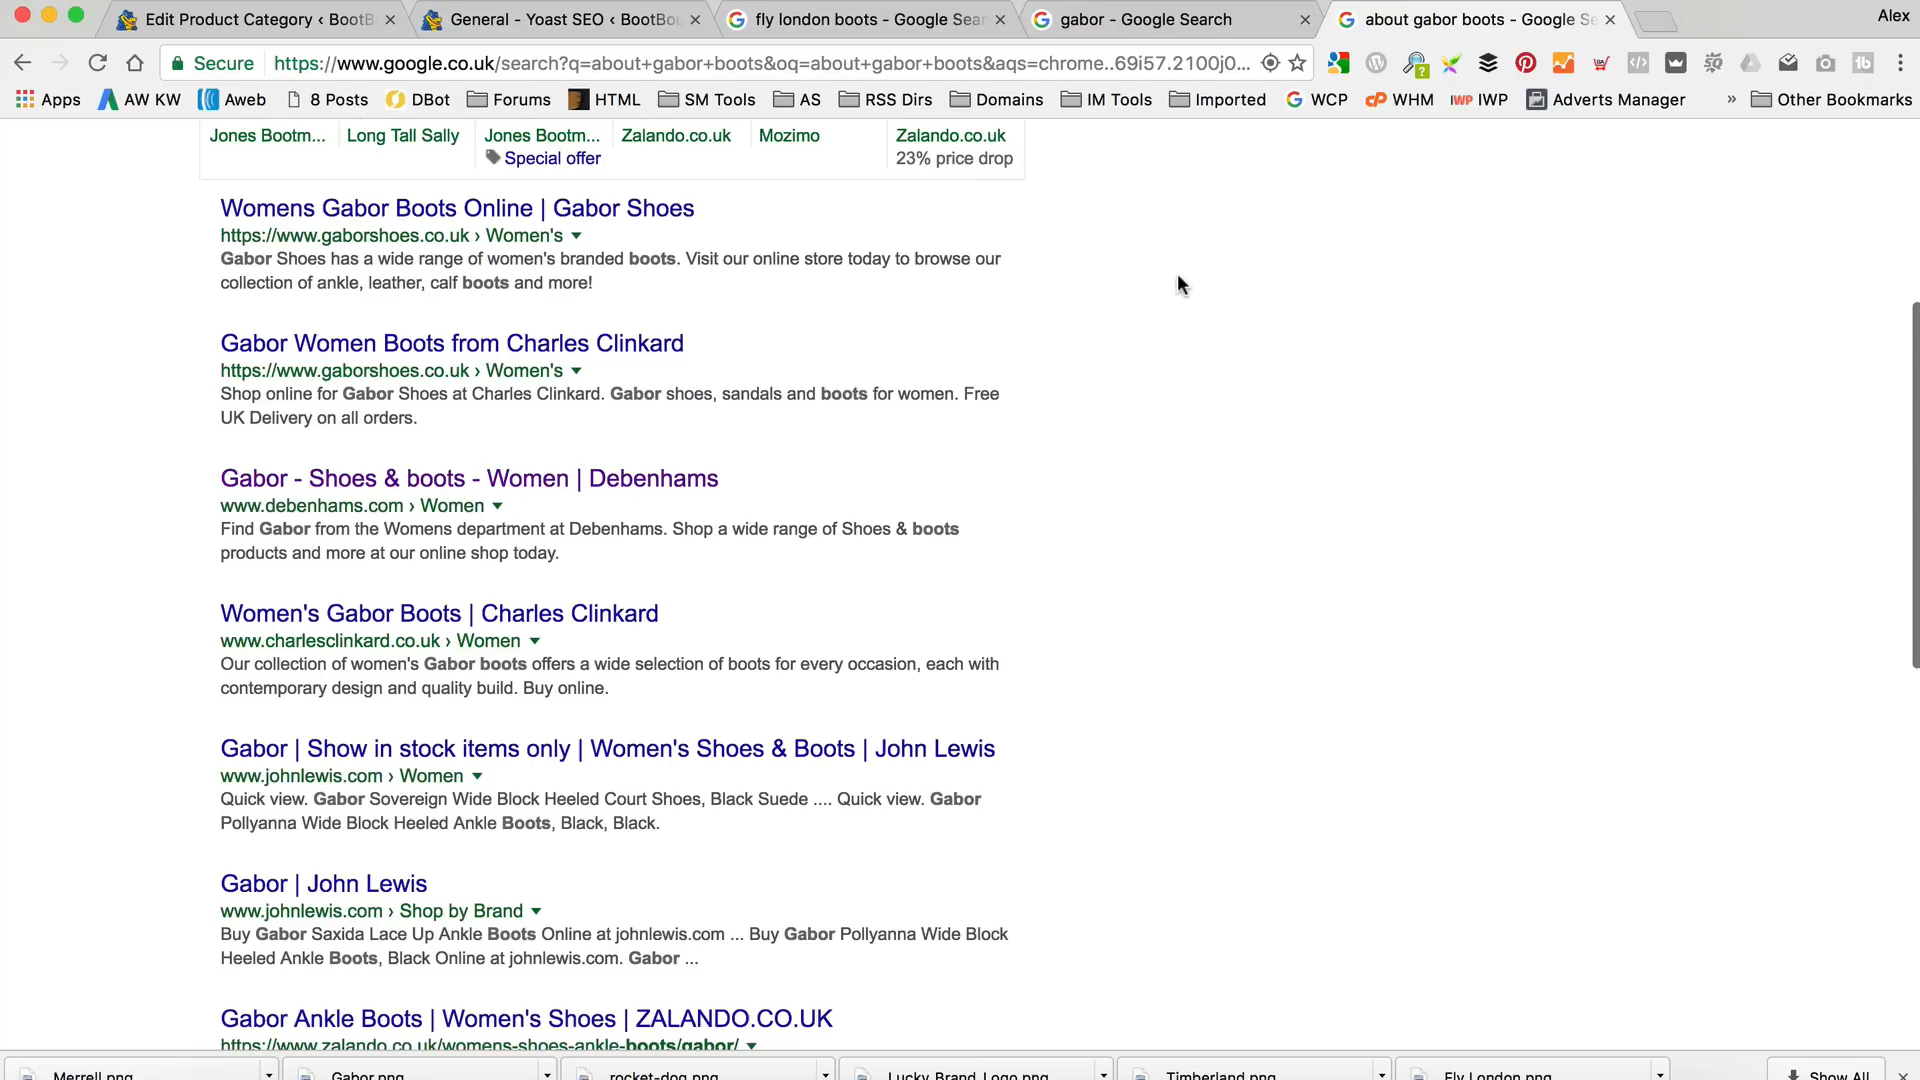 Edit Product Category ‹ BootB
General - Yoast SEO ‹ BootBou
fly london boots - Google Sear
gabor - Google Search
about gabor boots - Google Se
Alex
Secure
https://www.google.co.uk/search?q=about+gabor+boots&oq=about+gabor+boots&aqs=chrome..69i57.2100j0...
Apps AW KW Aweb 8 Posts DBot Forums HTML SM Tools AS RSS Dirs Domains IM Tools Imported WCP WHM IWP Adverts Manager » Other Bookmarks
Jones Bootm... Long Tall Sally Jones Bootm... Zalando.co.uk Mozimo Zalando.co.uk
Special offer 23% price drop
Womens Gabor Boots Online | Gabor Shoes
https://www.gaborshoes.co.uk › Women's
Gabor Shoes has a wide range of women's branded boots. Visit our online store today to browse our
collection of ankle, leather, calf boots and more!
Gabor Women Boots from Charles Clinkard
https://www.gaborshoes.co.uk › Women's
Shop online for Gabor Shoes at Charles Clinkard. Gabor shoes, sandals and boots for women. Free
UK Delivery on all orders.
Gabor - Shoes & boots - Women | Debenhams
www.debenhams.com › Women
Find Gabor from the Womens department at Debenhams. Shop a wide range of Shoes & boots
products and more at our online shop today.
Women's Gabor Boots | Charles Clinkard
www.charlesclinkard.co.uk › Women
Our collection of women's Gabor boots offers a wide selection of boots for every occasion, each with
contemporary design and quality build. Buy online.
Gabor | Show in stock items only | Women's Shoes & Boots | John Lewis
www.johnlewis.com › Women
Quick view. Gabor Sovereign Wide Block Heeled Court Shoes, Black Suede .... Quick view. Gabor
Pollyanna Wide Block Heeled Ankle Boots, Black, Black.
Gabor | John Lewis
www.johnlewis.com › Shop by Brand
Buy Gabor Saxida Lace Up Ankle Boots Online at johnlewis.com ... Buy Gabor Pollyanna Wide Block
Heeled Ankle Boots, Black Online at johnlewis.com. Gabor ...
Gabor Ankle Boots | Women's Shoes | ZALANDO.CO.UK
https://www.zalando.co.uk/womens-shoes-ankle-boots/gabor/
Merrell.png Gabor.png rocket-dog.png Lucky_Brand_Logo.png Timberland.png Fly London.png Show All